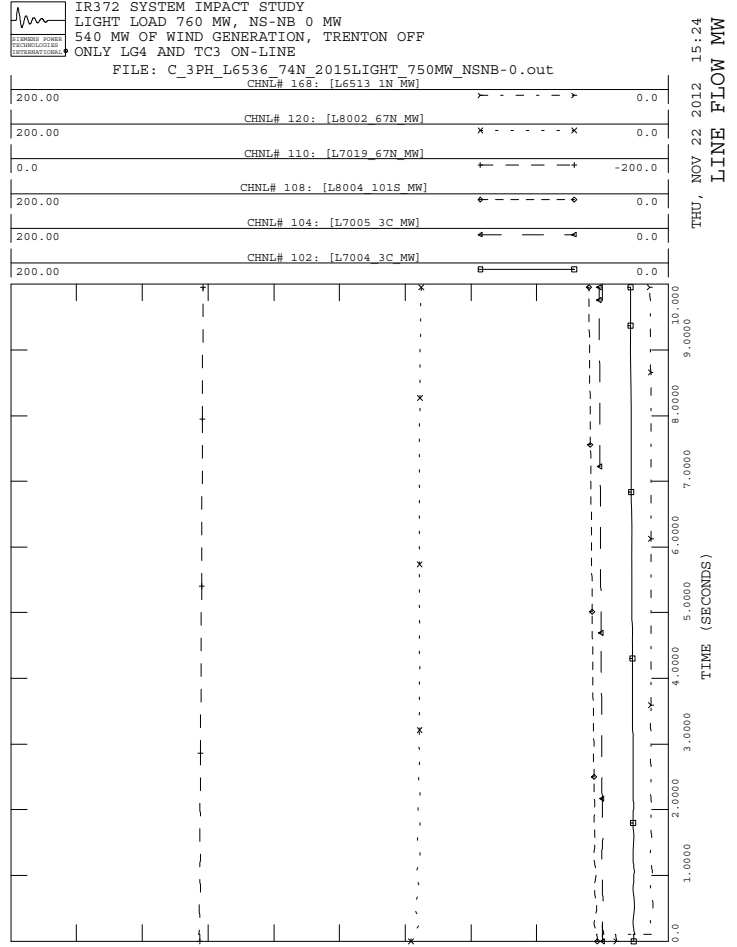 SIEMENS POWER
TECHNOLOGIES
INTERNATIONAL
IR372 SYSTEM IMPACT STUDY
LIGHT LOAD 760 MW, NS-NB 0 MW
540 MW OF WIND GENERATION, TRENTON OFF
ONLY LG4 AND TC3 ON-LINE
FILE: C_3PH_L6536_74N_2015LIGHT_750MW_NSNB-0.out
CHNL# 168: [L6513_1N_MW]
200.00 0.0
CHNL# 120: [L8002_67N_MW]
200.00 0.0
CHNL# 110: [L7019_67N_MW]
0.0 -200.0
CHNL# 108: [L8004_101S_MW]
200.00 0.0
CHNL# 104: [L7005_3C_MW]
200.00 0.0
CHNL# 102: [L7004_3C_MW]
200.00 0.0
THU, NOV 22 2012 15:24
LINE FLOW MW
10.000
9.0000
8.0000
7.0000
6.0000
5.0000
4.0000
3.0000
2.0000
1.0000
0.0
TIME (SECONDS)